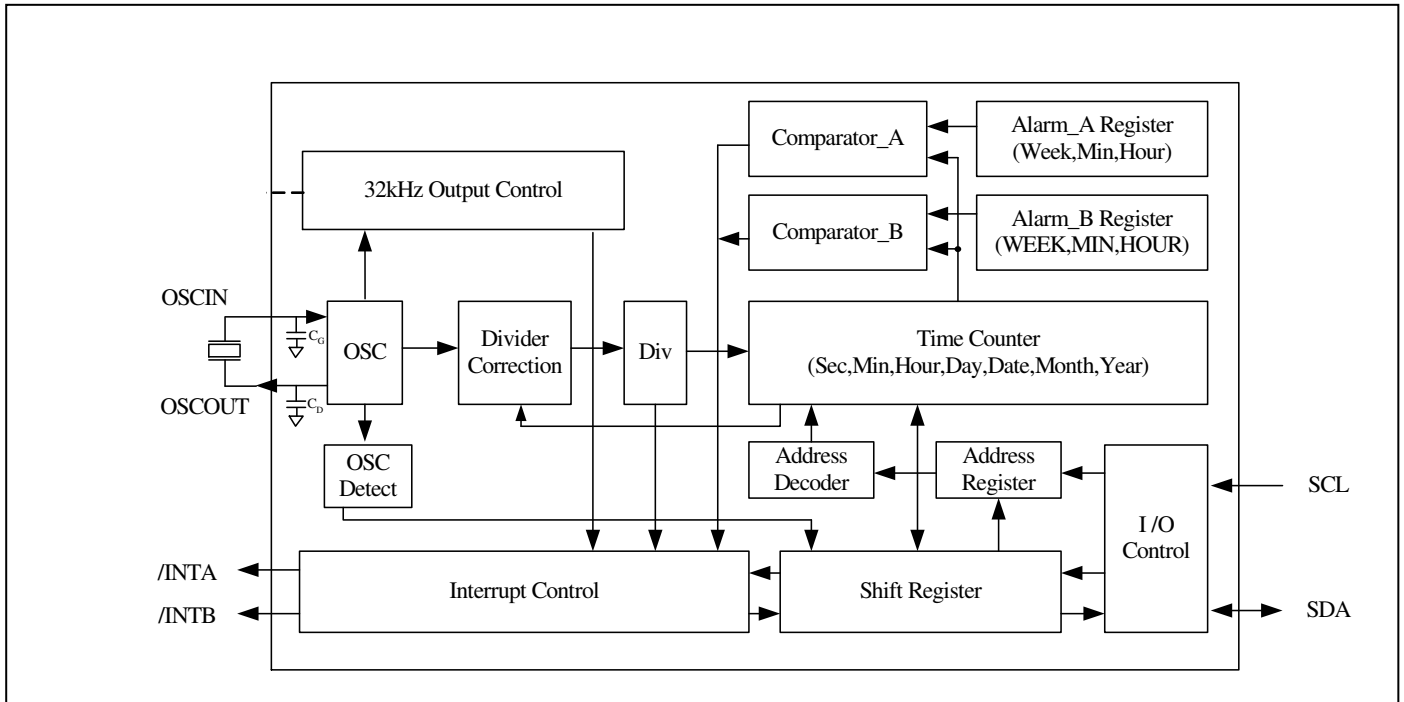 Comparator_A
Alarm_A Register
(Week,Min,Hour)
32kHz Output Control
Comparator_B
Alarm_B Register
(WEEK,MIN,HOUR)
OSCIN
CG
OSC
Divider
Correction
Div
Time Counter
(Sec,Min,Hour,Day,Date,Month,Year)
OSCOUT
CD
OSC
Detect
Address
Decoder
Address
Register
I /O
Control
SCL
/INTA
/INTB
Interrupt Control
Shift Register
SDA